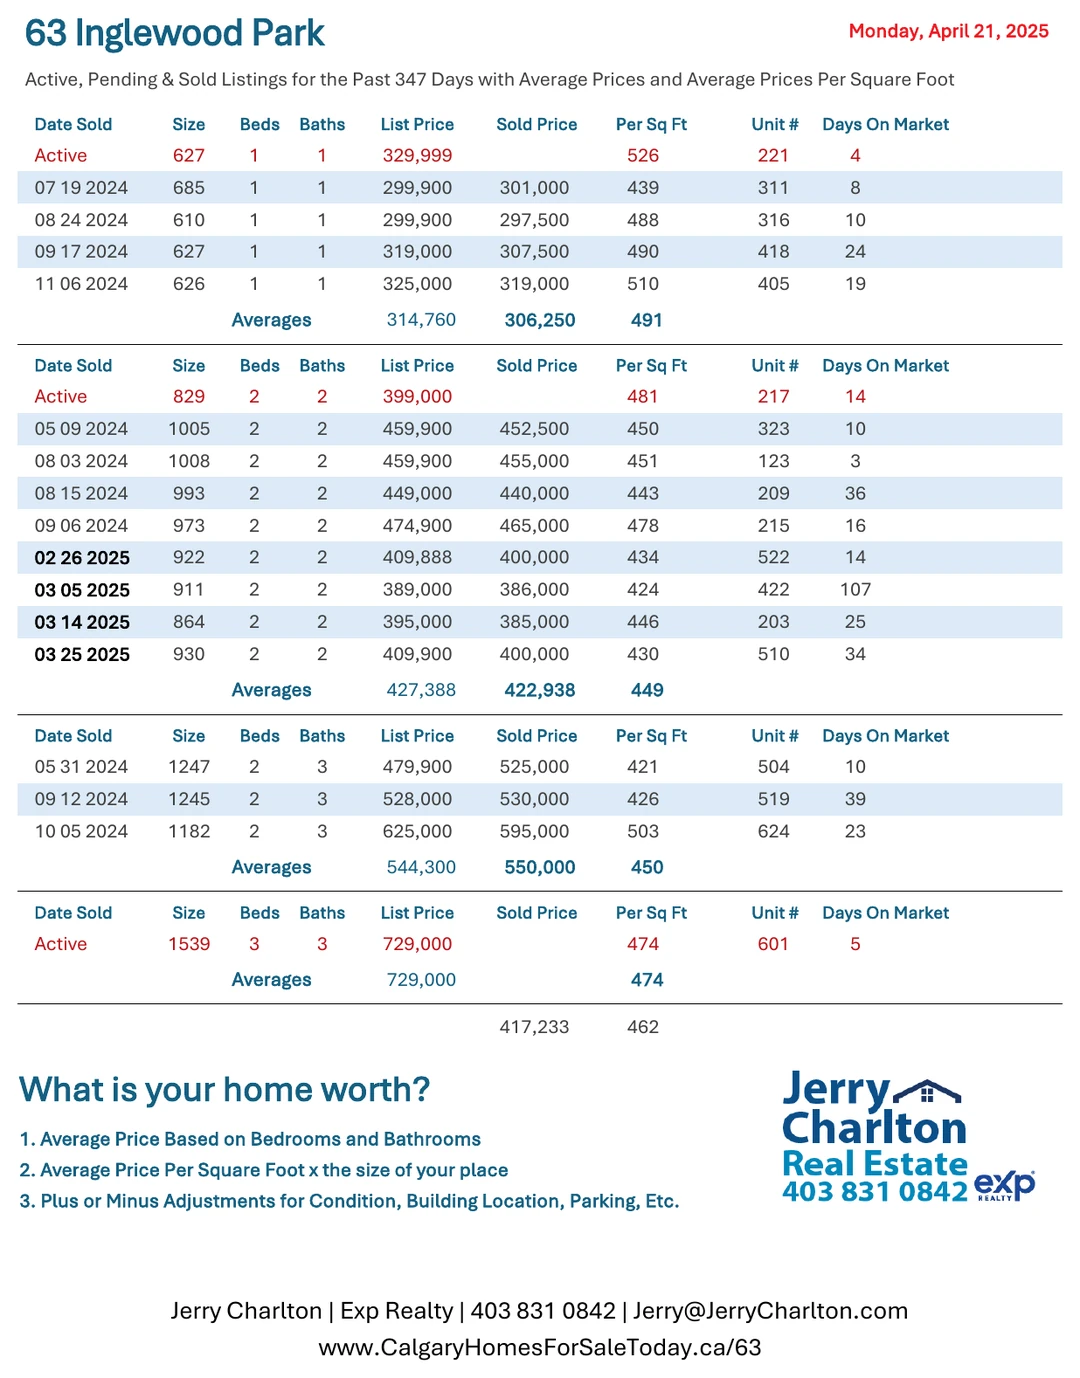 63 Inglewood Park
Monday, April 21, 2025
Active, Pending & Sold Listings for the Past 347 Days with Average Prices and Average Prices Per Square Foot
Date Sold Size Beds Baths List Price Sold Price Per Sq Ft Unit # Days On Market
Active 627 1 1 329,999 526 221 4
07 19 2024 685 1 1 299,900 301,000 439 311 8
08 24 2024 610 1 1 299,900 297,500 488 316 10
09 17 2024 627 1 1 319,000 307,500 490 418 24
11 06 2024 626 1 1 325,000 319,000 510 405 19
Averages 314,760 306,250 491
Date Sold Size Beds Baths List Price Sold Price Per Sq Ft Unit # Days On Market
Active 829 2 2 399,000 481 217 14
05 09 2024 1005 2 2 459,900 452,500 450 323 10
08 03 2024 1008 2 2 459,900 455,000 451 123 3
08 15 2024 993 2 2 449,000 440,000 443 209 36
09 06 2024 973 2 2 474,900 465,000 478 215 16
02 26 2025 922 2 2 409,888 400,000 434 522 14
03 05 2025 911 2 2 389,000 386,000 424 422 107
03 14 2025 864 2 2 395,000 385,000 446 203 25
03 25 2025 930 2 2 409,900 400,000 430 510 34
Averages 427,388 422,938 449
Date Sold Size Beds Baths List Price Sold Price Per Sq Ft Unit # Days On Market
05 31 2024 1247 2 3 479,900 525,000 421 504 10
09 12 2024 1245 2 3 528,000 530,000 426 519 39
10 05 2024 1182 2 3 625,000 595,000 503 624 23
Averages 544,300 550,000 450
Date Sold Size Beds Baths List Price Sold Price Per Sq Ft Unit # Days On Market
Active 1539 3 3 729,000 474 601 5
Averages 729,000 474
417,233 462
What is your home worth?
1. Average Price Based on Bedrooms and Bathrooms
2. Average Price Per Square Foot x the size of your place
3. Plus or Minus Adjustments for Condition, Building Location, Parking, Etc.
Jerry
Charlton
Real Estate
403 831 0842 exp
REALTY
Jerry Charlton | Exp Realty | 403 831 0842 | Jerry@JerryCharlton.com
www.CalgaryHomesForSaleToday.ca/63